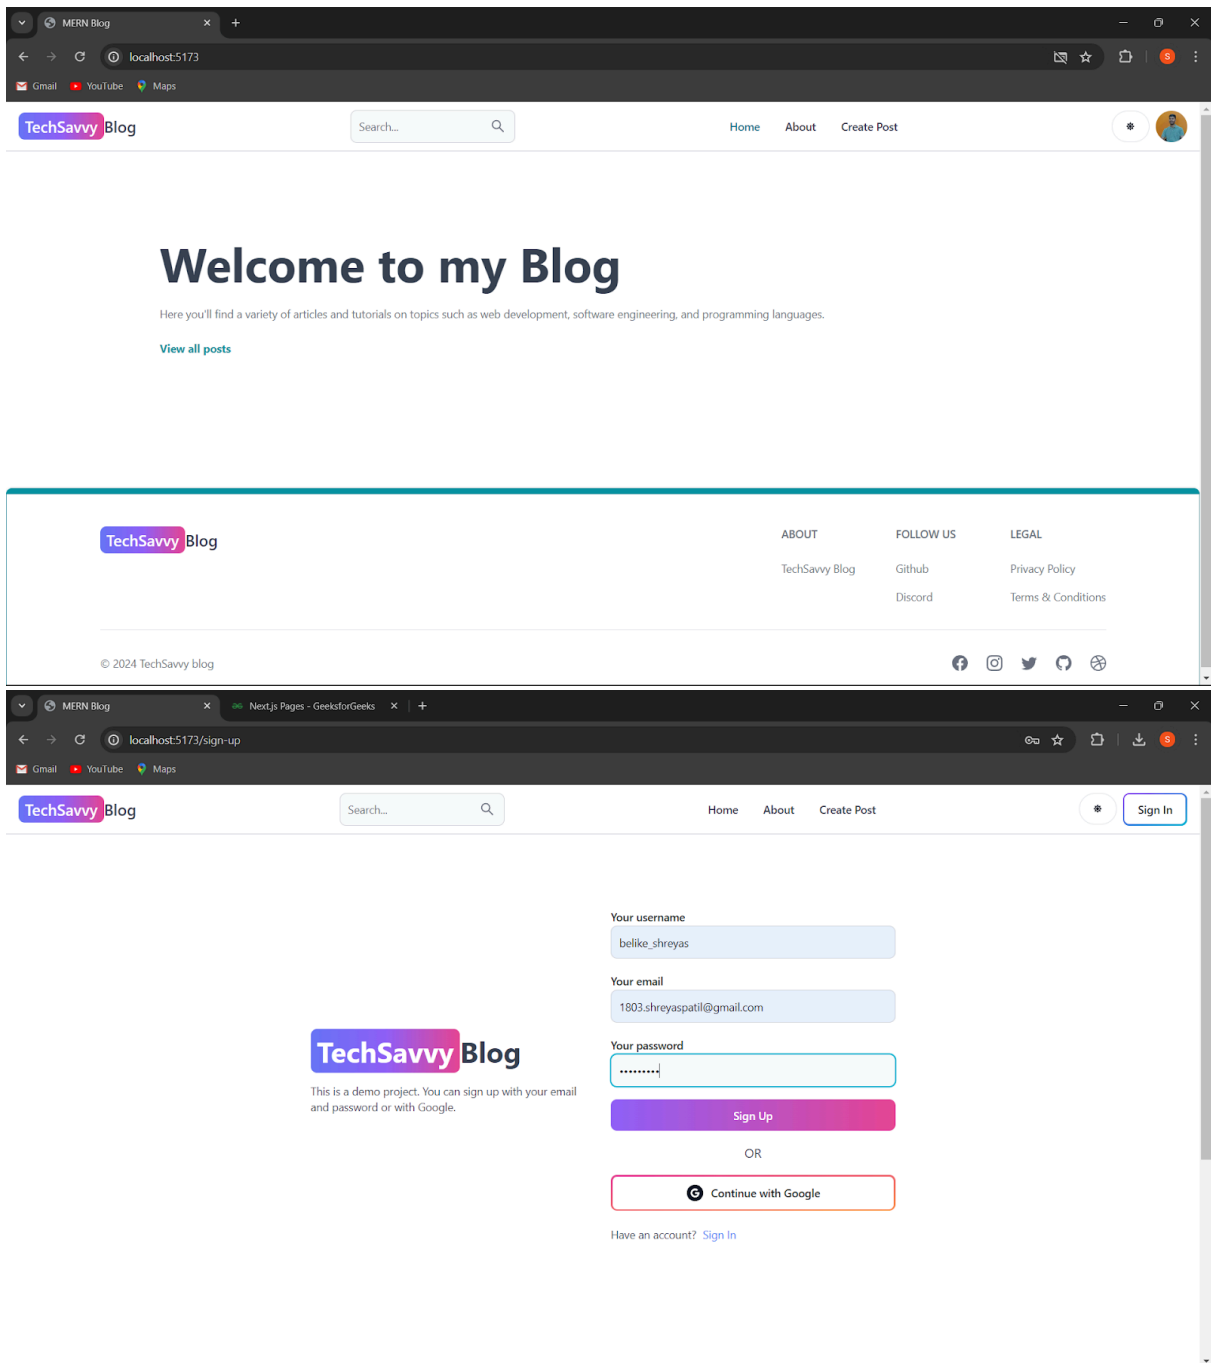 MERN Blog
localhost:5173
S
Gmail YouTube Maps
TechSavvy Blog
Search...
Home About Create Post
Welcome to my Blog
Here you'll find a variety of articles and tutorials on topics such as web development, software engineering, and programming languages.
View all posts
TechSavvy Blog
ABOUT FOLLOW US LEGAL
TechSavvy Blog Github Privacy Policy
Discord Terms & Conditions
© 2024 TechSavvy blog
MERN Blog Next.js Pages - GeeksforGeeks
localhost:5173/sign-up
S
Gmail YouTube Maps
TechSavvy Blog
Search...
Home About Create Post
Sign In
Your username
belike_shreyas
Your email
1803.shreyaspatil@gmail.com
Your password
•••••••••
TechSavvy Blog
This is a demo project. You can sign up with your email
and password or with Google.
Sign Up
OR
G Continue with Google
Have an account? Sign In